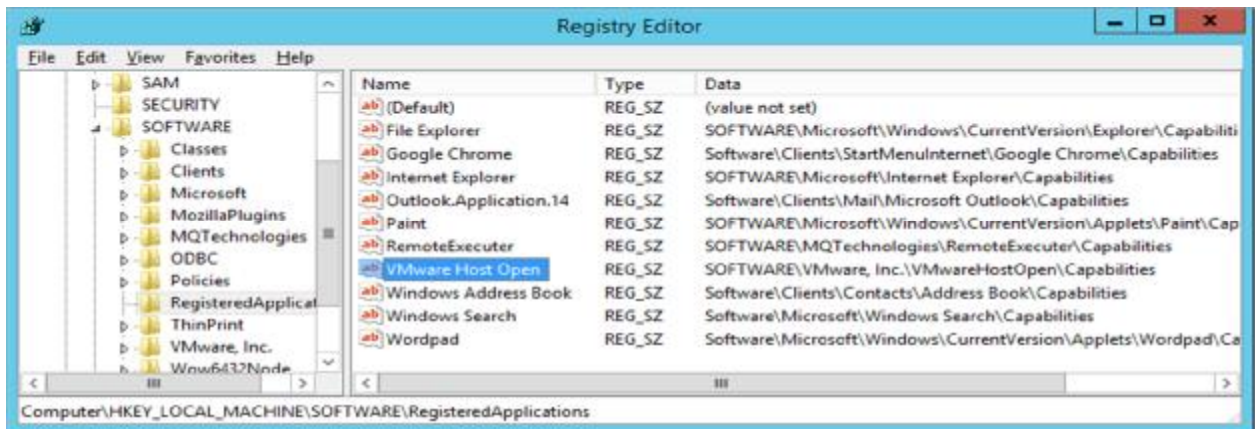 Registry Editor
File Edit View Favorites Help
SAM
SECURITY
SOFTWARE
Classes
Clients
Microsoft
MozillaPlugins
MQTechnologies
ODBC
Policies
RegisteredApplicat
ThinPrint
VMware, Inc.
Wow6432Node
Name Type Data
(Default) REG_SZ (value not set)
File Explorer REG_SZ SOFTWARE\Microsoft\Windows\CurrentVersion\Explorer\Capabiliti
Google Chrome REG_SZ Software\Clients\StartMenuInternet\Google Chrome\Capabilities
Internet Explorer REG_SZ SOFTWARE\Microsoft\Internet Explorer\Capabilities
Outlook.Application.14 REG_SZ Software\Clients\Mail\Microsoft Outlook\Capabilities
Paint REG_SZ SOFTWARE\Microsoft\Windows\CurrentVersion\Applets\Paint\Cap
RemoteExecuter REG_SZ SOFTWARE\MQTechnologies\RemoteExecuter\Capabilities
VMware Host Open REG_SZ SOFTWARE\VMware, Inc.\VMwareHostOpen\Capabilities
Windows Address Book REG_SZ Software\Clients\Contacts\Address Book\Capabilities
Windows Search REG_SZ Software\Microsoft\Windows Search\Capabilities
Wordpad REG_SZ Software\Microsoft\Windows\CurrentVersion\Applets\Wordpad\Ca
Computer\HKEY_LOCAL_MACHINE\SOFTWARE\RegisteredApplications